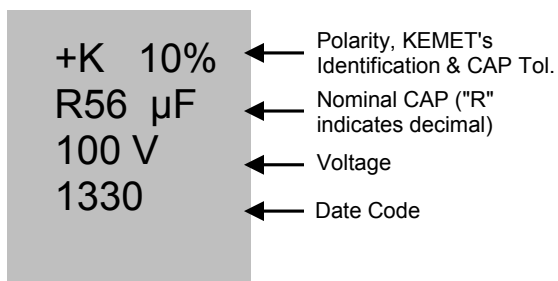 +K 10%
R56 µF
100 V
1330
Polarity, KEMET's
Identification & CAP Tol.
Nominal CAP ("R"
indicates decimal)
Voltage
Date Code